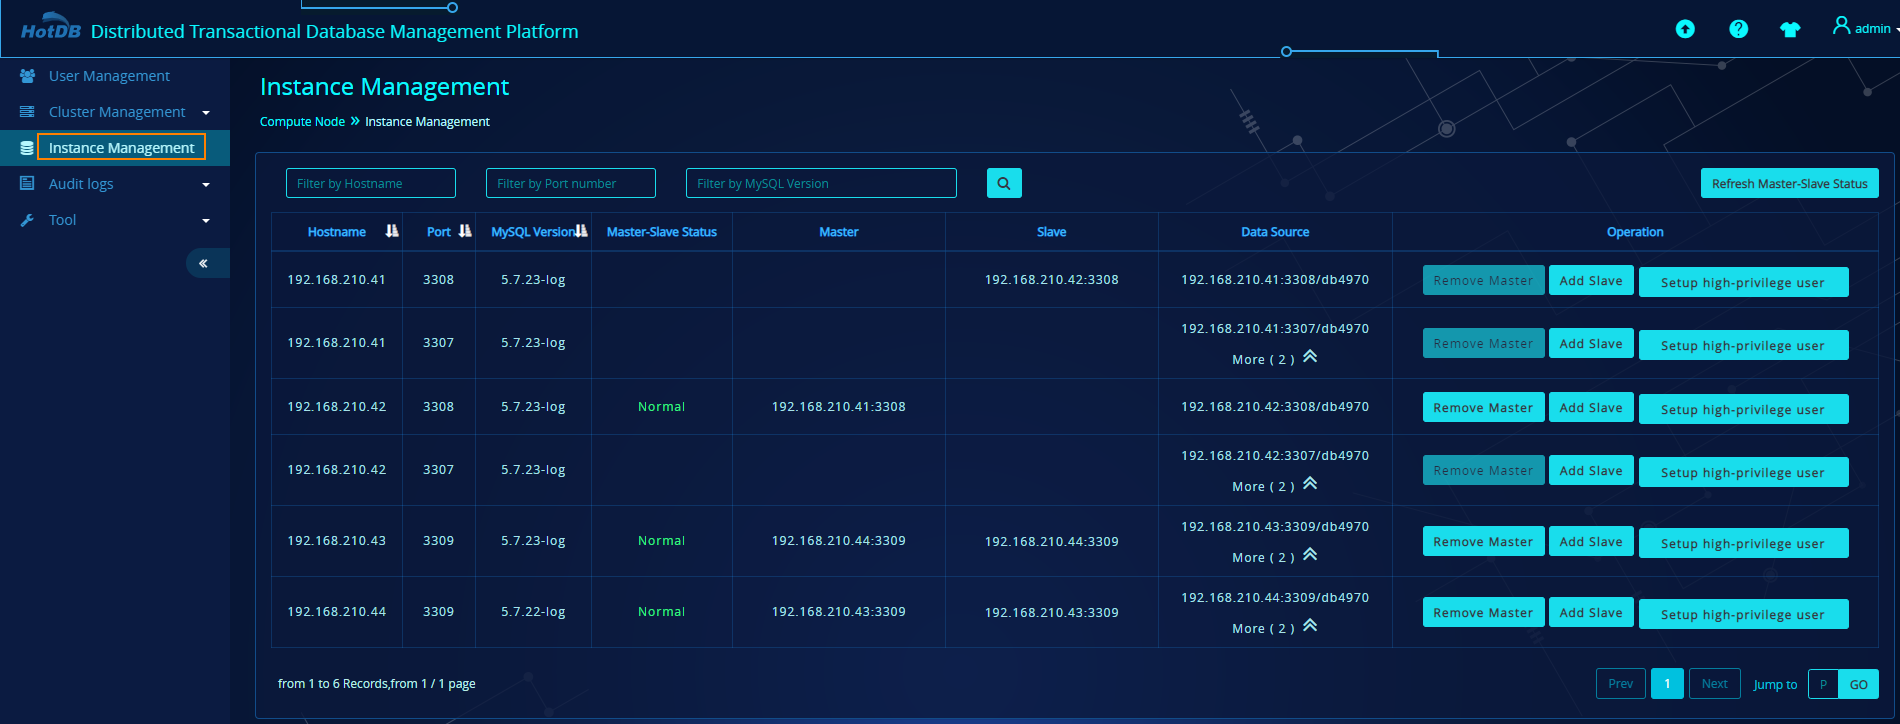 HotDB Distributed Transactional Database Management Platform admin
User Management
Cluster Management
Instance Management
Audit logs
Tool
Instance Management
Compute Node » Instance Management
Filter by Hostname Filter by Port number Filter by MySQL Version Refresh Master-Slave Status
Hostname Port MySQL Version Master-Slave Status Master Slave Data Source Operation
192.168.210.41 3308 5.7.23-log 192.168.210.42:3308 192.168.210.41:3308/db4970 Remove Master Add Slave Setup high-privilege user
192.168.210.41 3307 5.7.23-log 192.168.210.41:3307/db4970 Remove Master Add Slave Setup high-privilege user
More ( 2 )
192.168.210.42 3308 5.7.23-log Normal 192.168.210.41:3308 192.168.210.42:3308/db4970 Remove Master Add Slave Setup high-privilege user
192.168.210.42 3307 5.7.23-log 192.168.210.42:3307/db4970 Remove Master Add Slave Setup high-privilege user
More ( 2 )
192.168.210.43 3309 5.7.23-log Normal 192.168.210.44:3309 192.168.210.44:3309 192.168.210.43:3309/db4970 Remove Master Add Slave Setup high-privilege user
More ( 2 )
192.168.210.44 3309 5.7.22-log Normal 192.168.210.43:3309 192.168.210.43:3309 192.168.210.44:3309/db4970 Remove Master Add Slave Setup high-privilege user
More ( 2 )
from 1 to 6 Records,from 1 / 1 page Prev 1 Next Jump to P GO